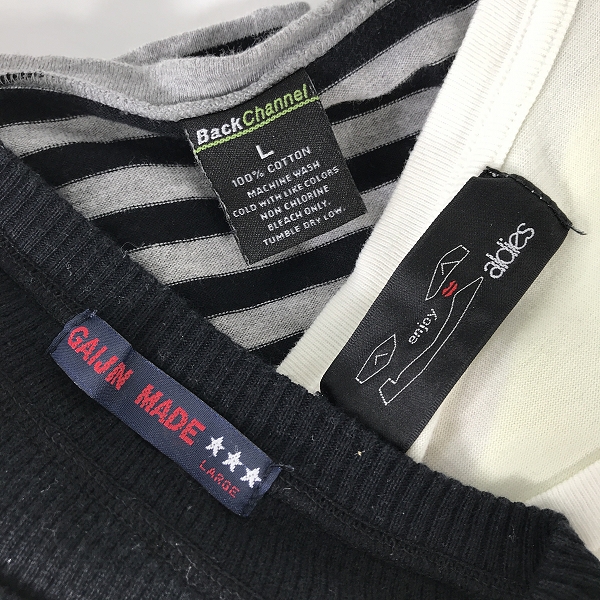 BackChannel
L
100% COTTON
MACHINE WASH
COLD WITH LIKE COLORS
NON CHLORINE
BLEACH ONLY.
TUMBLE DRY LOW.
aldies
enjoy
GAIJIN MADE
LARGE